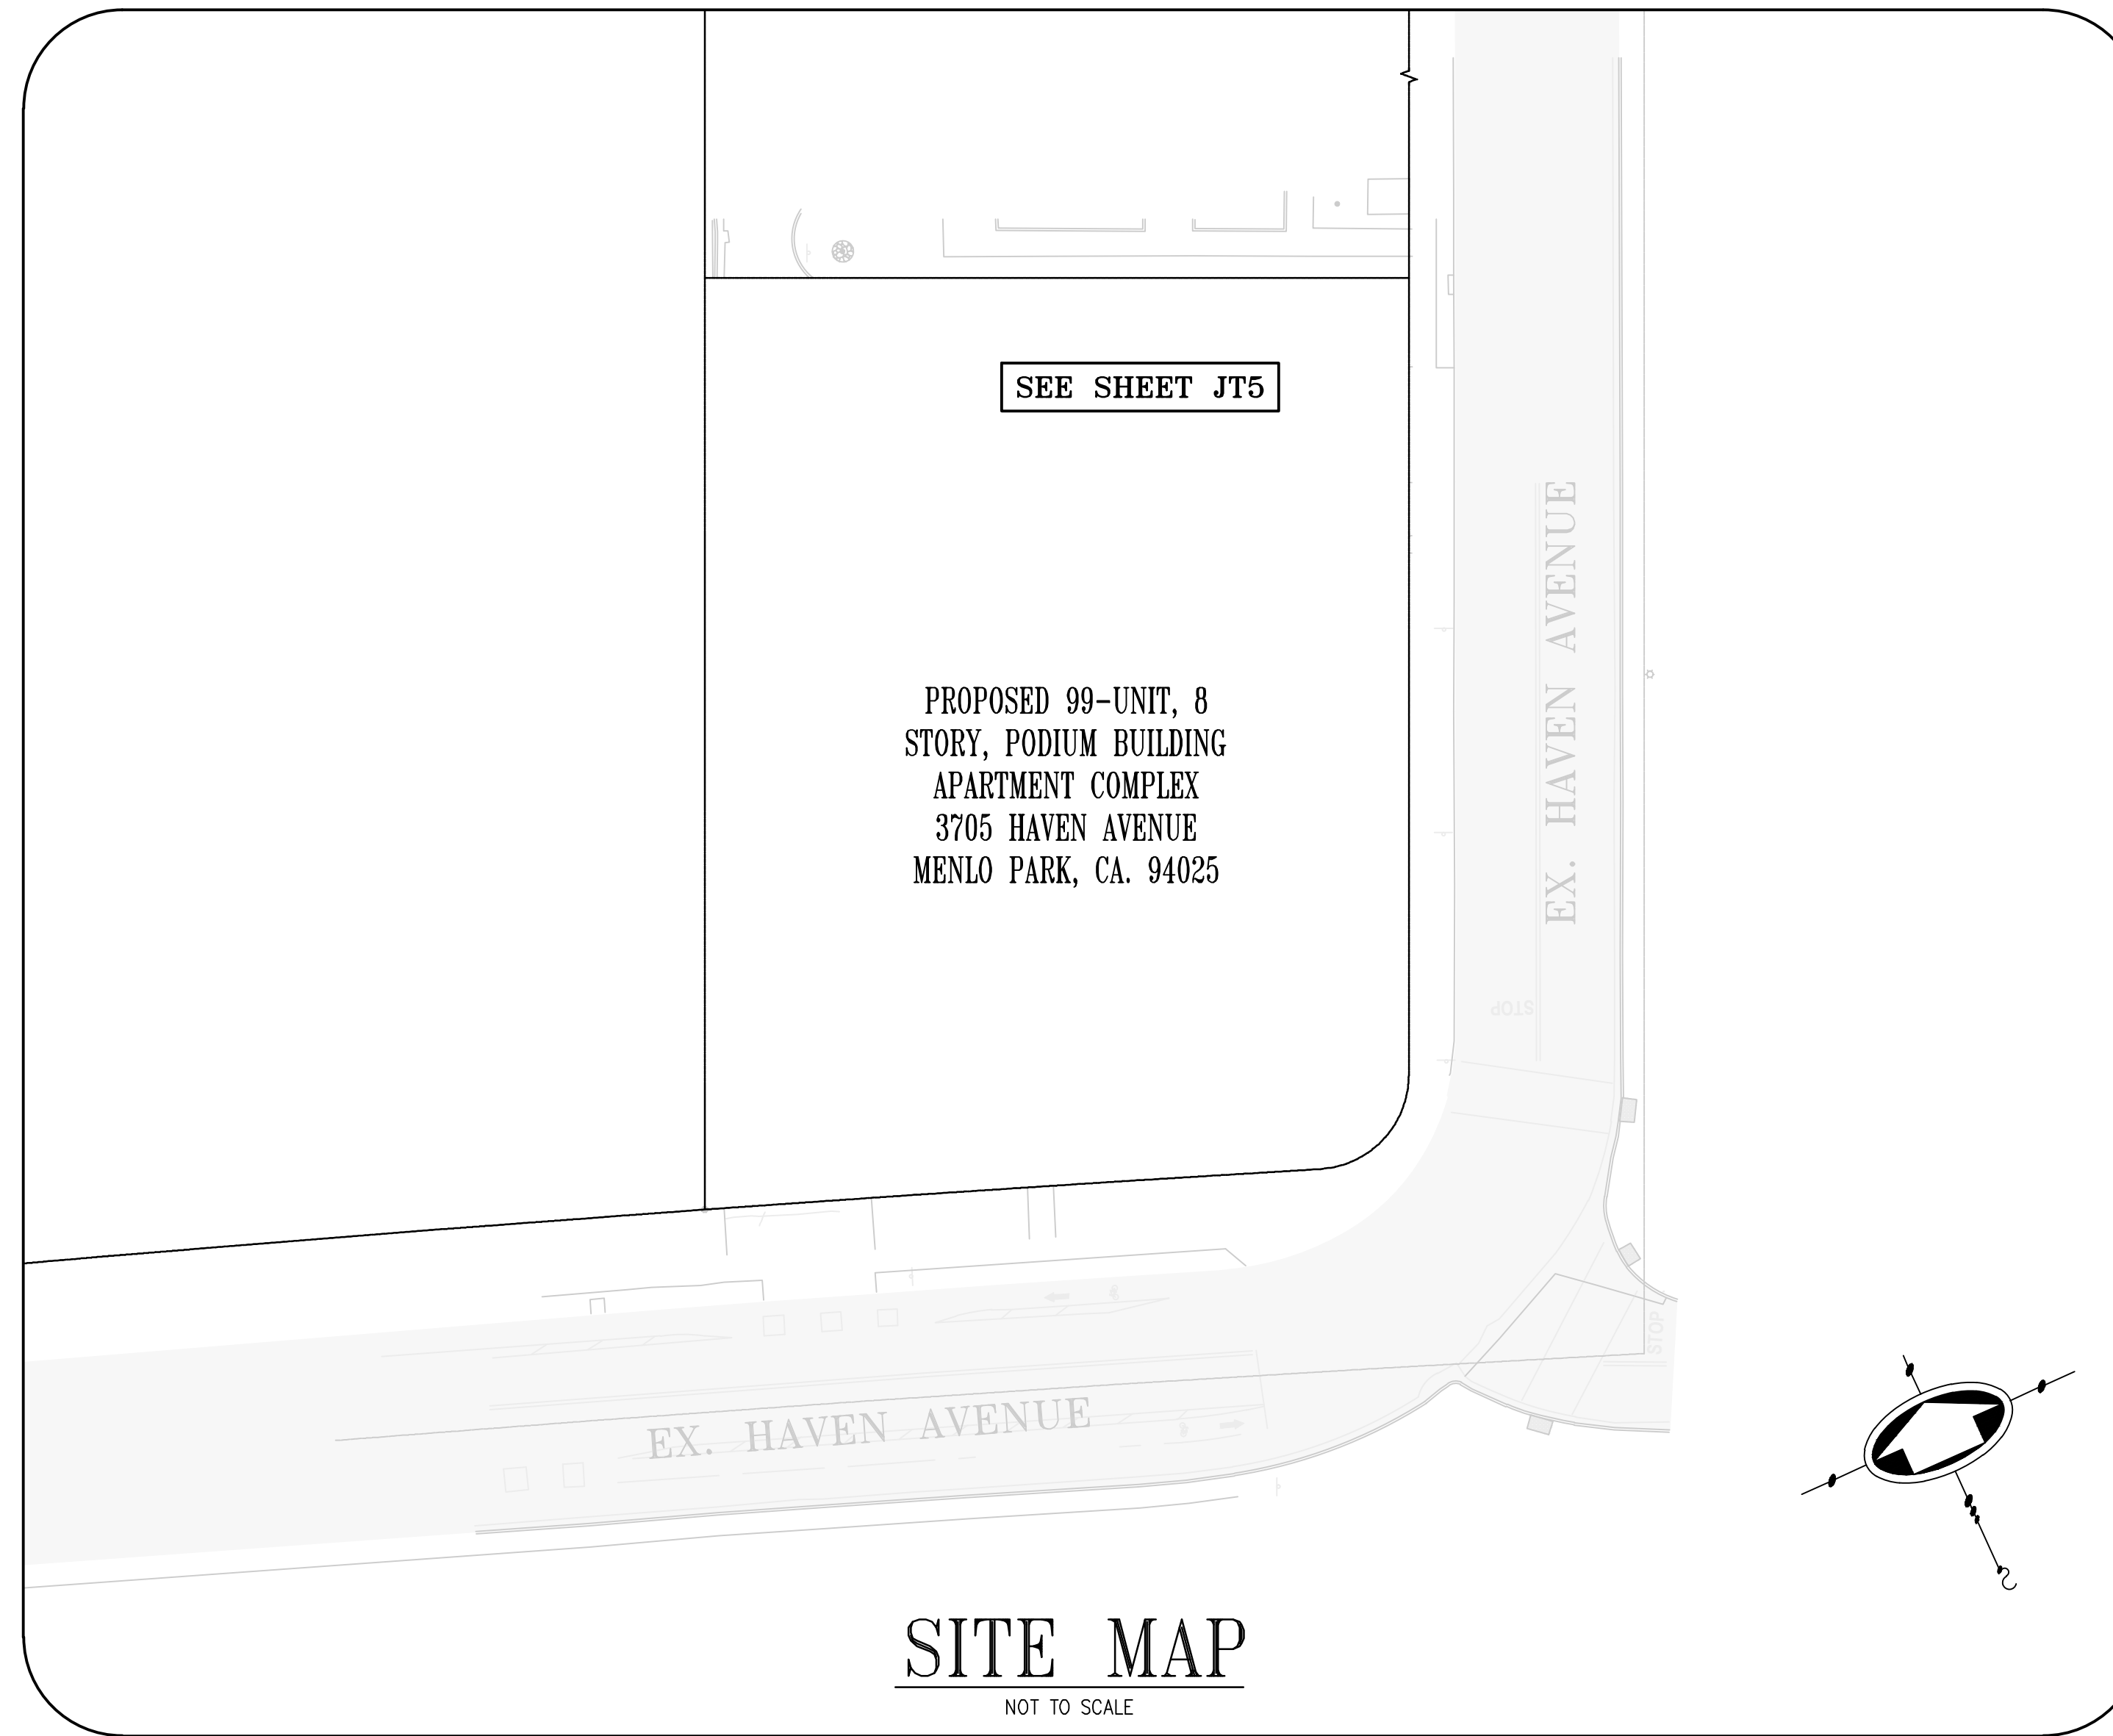 SEE SHEET JT5
EX. HAVEN AVENUE
PROPOSED 99-UNIT, 8
STORY, PODIUM BUILDING
APARTMENT COMPLEX
3705 HAVEN AVENUE
MENLO PARK, CA. 94025
STOP
STOP
EX. HAVEN AVENUE
SITE MAP
NOT TO SCALE